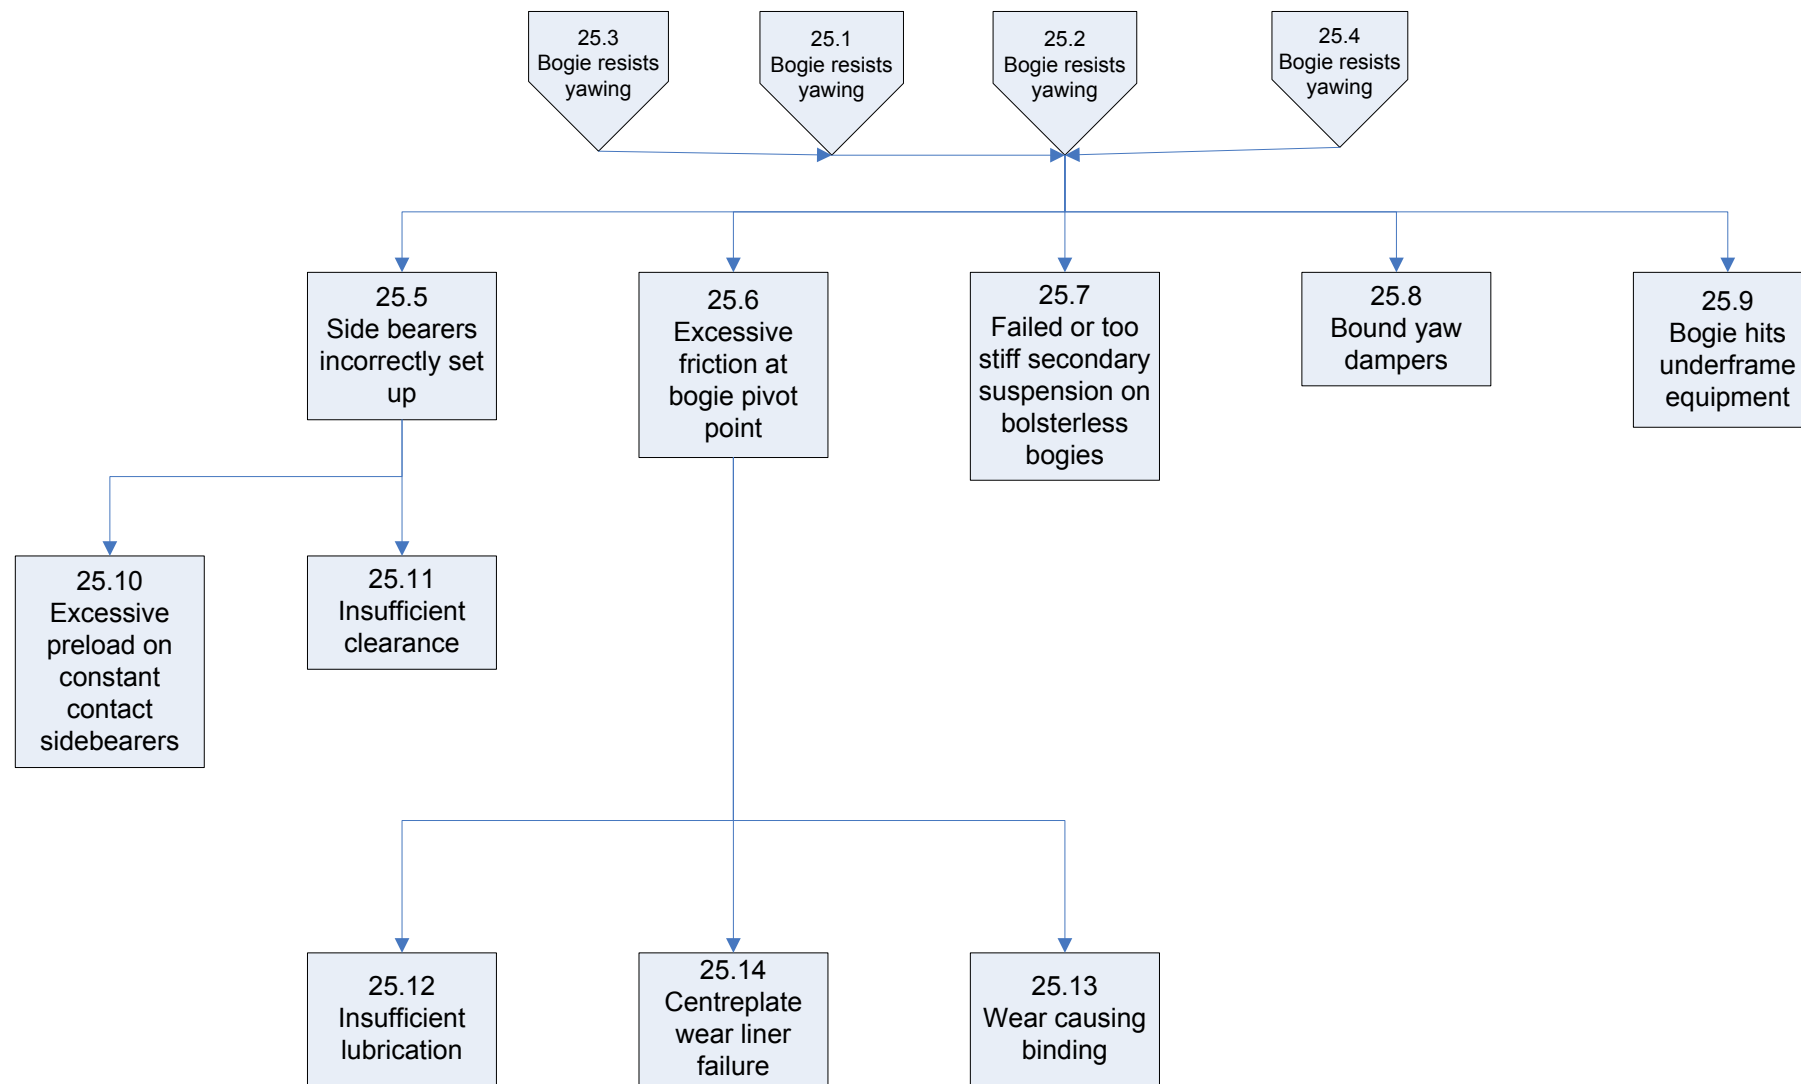 25.3
Bogie resists
yawing
25.1
Bogie resists
yawing
25.2
Bogie resists
yawing
25.4
Bogie resists
yawing
25.5
Side bearers
incorrectly set
up
25.6
Excessive
friction at
bogie pivot
point
25.7
Failed or too
stiff secondary
suspension on
bolsterless
bogies
25.8
Bound yaw
dampers
25.9
Bogie hits
underframe
equipment
25.10
Excessive
preload on
constant
contact
sidebearers
25.11
Insufficient
clearance
25.12
Insufficient
lubrication
25.14
Centreplate
wear liner
failure
25.13
Wear causing
binding